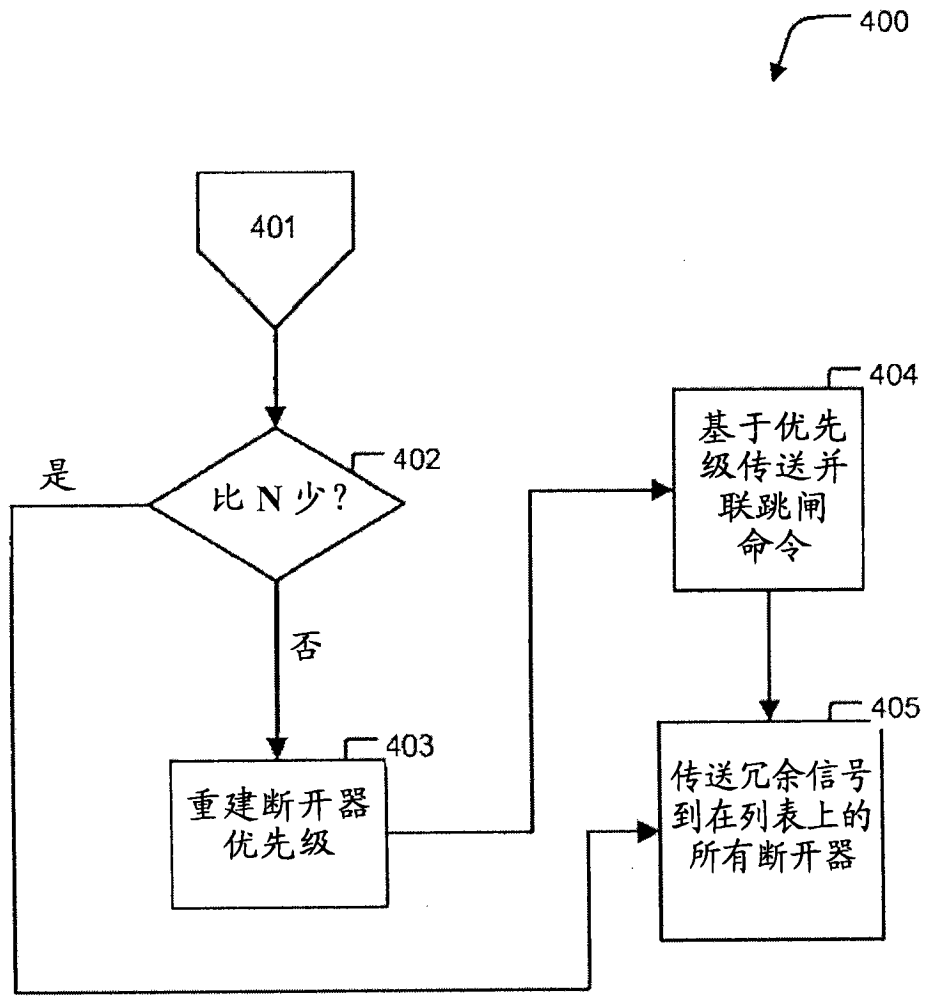 400
401
402
是
比 N 少?
否
403
重建断开器
优先级
404
基于优先
级传送并
联跳闸
命令
405
传送冗余信号
到在列表上的
所有断开器